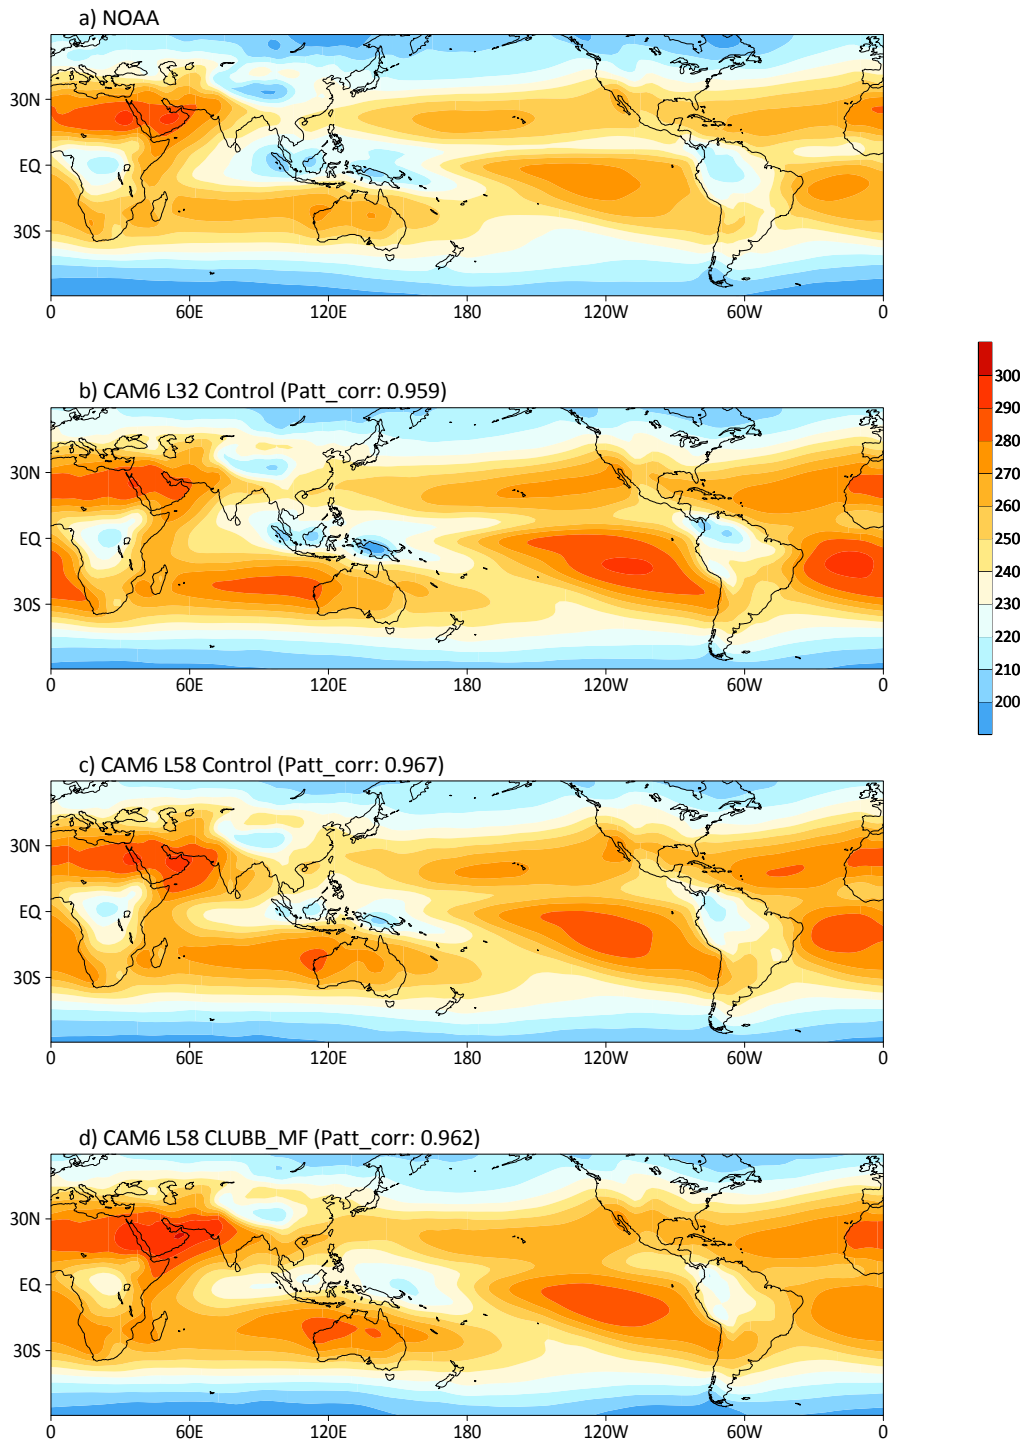 a) NOAA
30N
EQ
30S
0 60E 120E 180 120W 60W 0
b) CAM6 L32 Control (Patt_corr: 0.959)
30N
EQ
30S
0 60E 120E 180 120W 60W 0
300
290
280
270
260
250
240
230
220
210
200
c) CAM6 L58 Control (Patt_corr: 0.967)
30N
EQ
30S
0 60E 120E 180 120W 60W 0
d) CAM6 L58 CLUBB_MF (Patt_corr: 0.962)
30N
EQ
30S
0 60E 120E 180 120W 60W 0